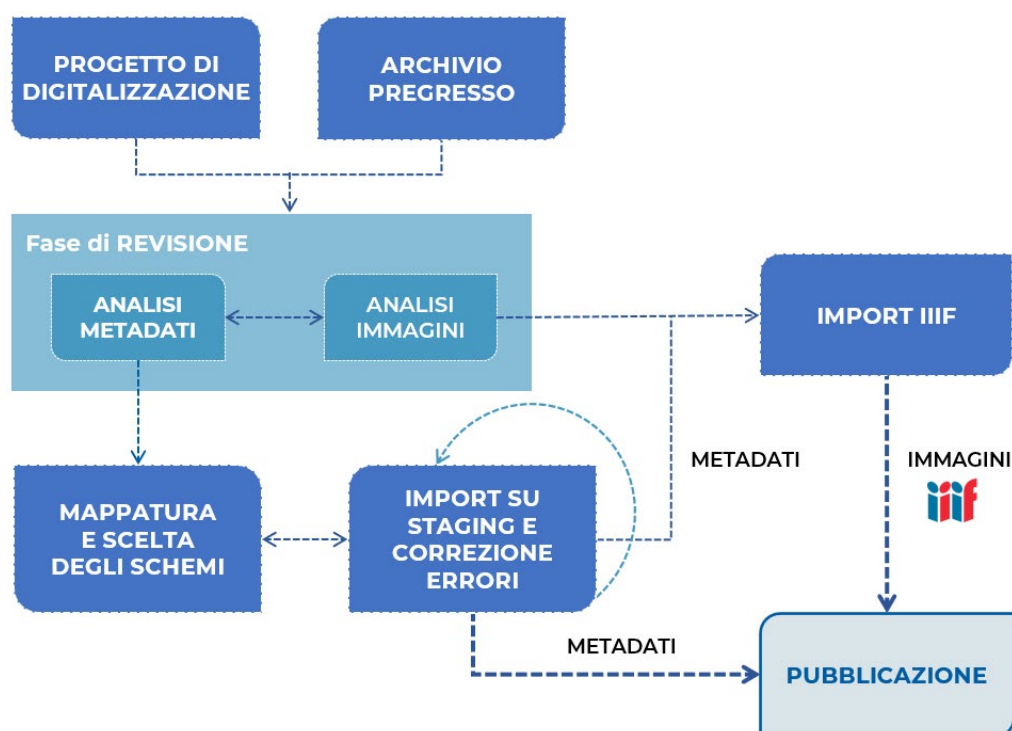 PROGETTO DI
DIGITALIZZAZIONE
ARCHIVIO
PREGRESSO
Fase di REVISIONE
ANALISI
METADATI
ANALISI
IMMAGINI
IMPORT IIIF
MAPPATURA
E SCELTA
DEGLI SCHEMI
IMPORT SU
STAGING E
CORREZIONE
ERRORI
METADATI
IMMAGINI
iiif
METADATI
PUBBLICAZIONE